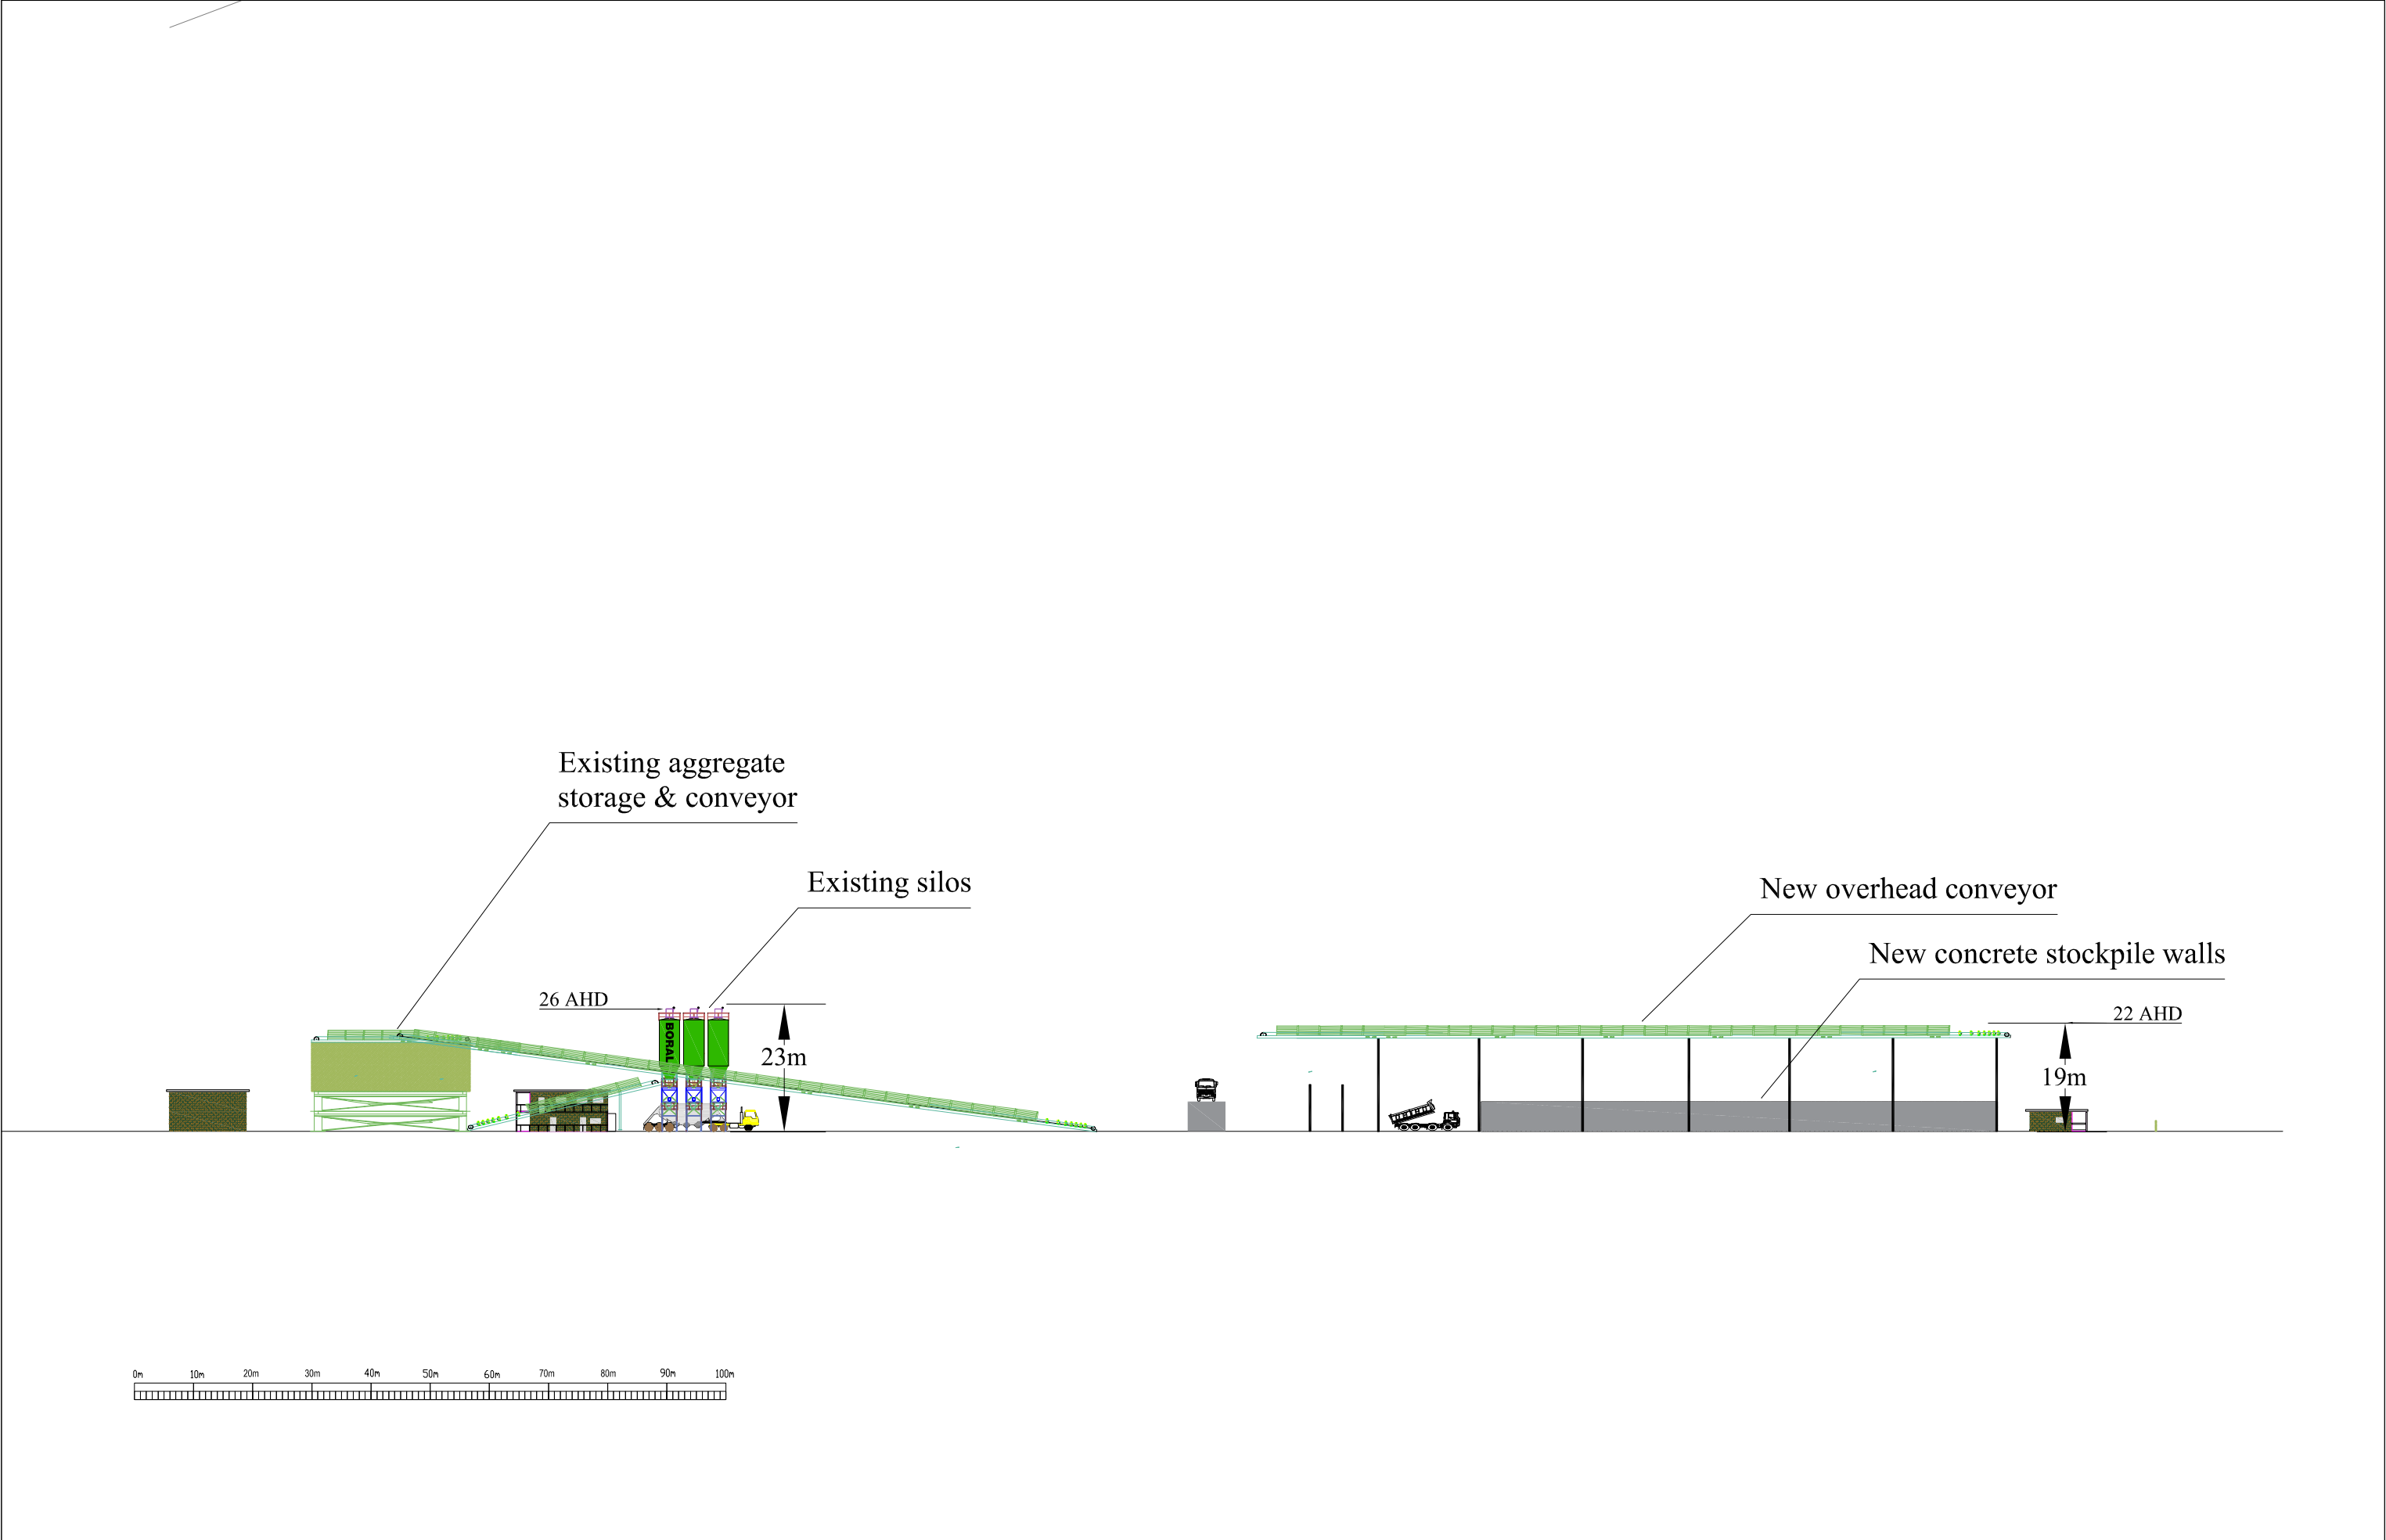 Existing aggregate
storage & conveyor
Existing silos
New overhead conveyor
New concrete stockpile walls
26 AHD
22 AHD
BORAL
23m
19m
0m 10m 20m 30m 40m 50m 60m 70m 80m 90m 100m